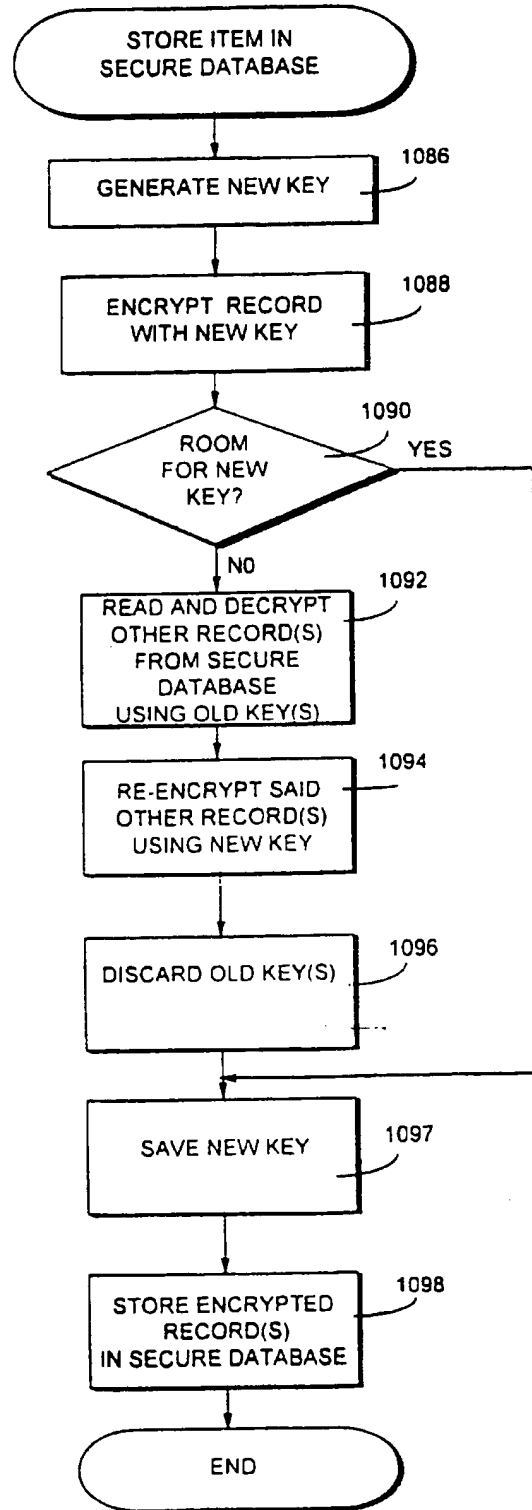 STORE ITEM IN
SECURE DATABASE
1086
GENERATE NEW KEY
1088
ENCRYPT RECORD
WITH NEW KEY
1090
ROOM
FOR NEW
KEY?
YES
NO
1092
READ AND DECRYPT
OTHER RECORD(S)
FROM SECURE
DATABASE
USING OLD KEY(S)
1094
RE-ENCRYPT SAID
OTHER RECORD(S)
USING NEW KEY
1096
DISCARD OLD KEY(S)
1097
SAVE NEW KEY
1098
STORE ENCRYPTED
RECORD(S)
IN SECURE DATABASE
END